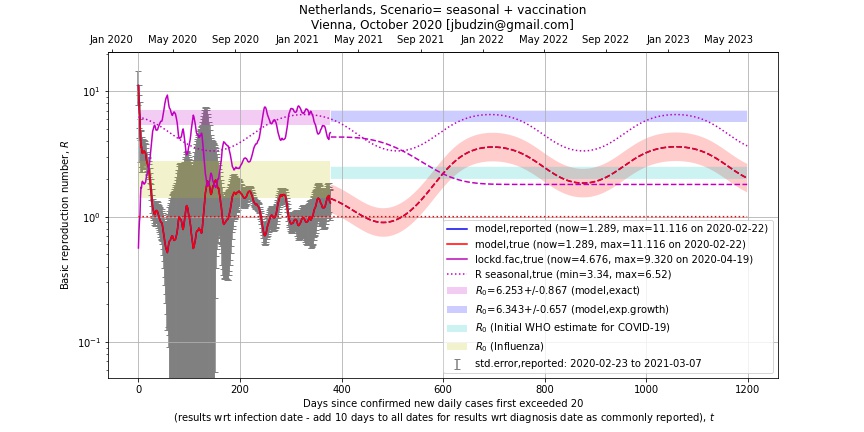 Netherlands, Scenario= seasonal + vaccination
Vienna, October 2020 [jbudzin@gmail.com]
Jan 2020 May 2020 Sep 2020 Jan 2021 May 2021 Sep 2021 Jan 2022 May 2022 Sep 2022 Jan 2023 May 2023
Basic reproduction number, R
10¹
10⁰
10⁻¹
model,reported (now=1.289, max=11.116 on 2020-02-22)
model,true (now=1.289, max=11.116 on 2020-02-22)
lockd.fac,true (now=4.676, max=9.320 on 2020-04-19)
R seasonal,true (min=3.34, max=6.52)
R₀=6.253+/-0.867 (model,exact)
R₀=6.343+/-0.657 (model,exp.growth)
R₀ (Initial WHO estimate for COVID-19)
R₀ (Influenza)
std.error,reported: 2020-02-23 to 2021-03-07
0 200 400 600 800 1000 1200
Days since confirmed new daily cases first exceeded 20
(results wrt infection date - add 10 days to all dates for results wrt diagnosis date as commonly reported), t